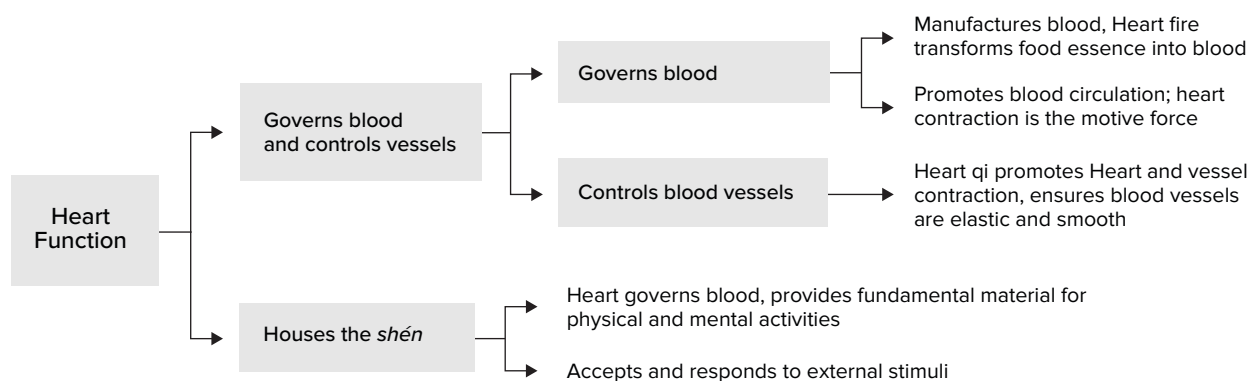 Heart
Function
Governs blood
and controls vessels
Governs blood
Manufactures blood, Heart fire
transforms food essence into blood
Promotes blood circulation; heart
contraction is the motive force
Controls blood vessels
Heart qi promotes Heart and vessel
contraction, ensures blood vessels
are elastic and smooth
Houses the shén
Heart governs blood, provides fundamental material for
physical and mental activities
Accepts and responds to external stimuli